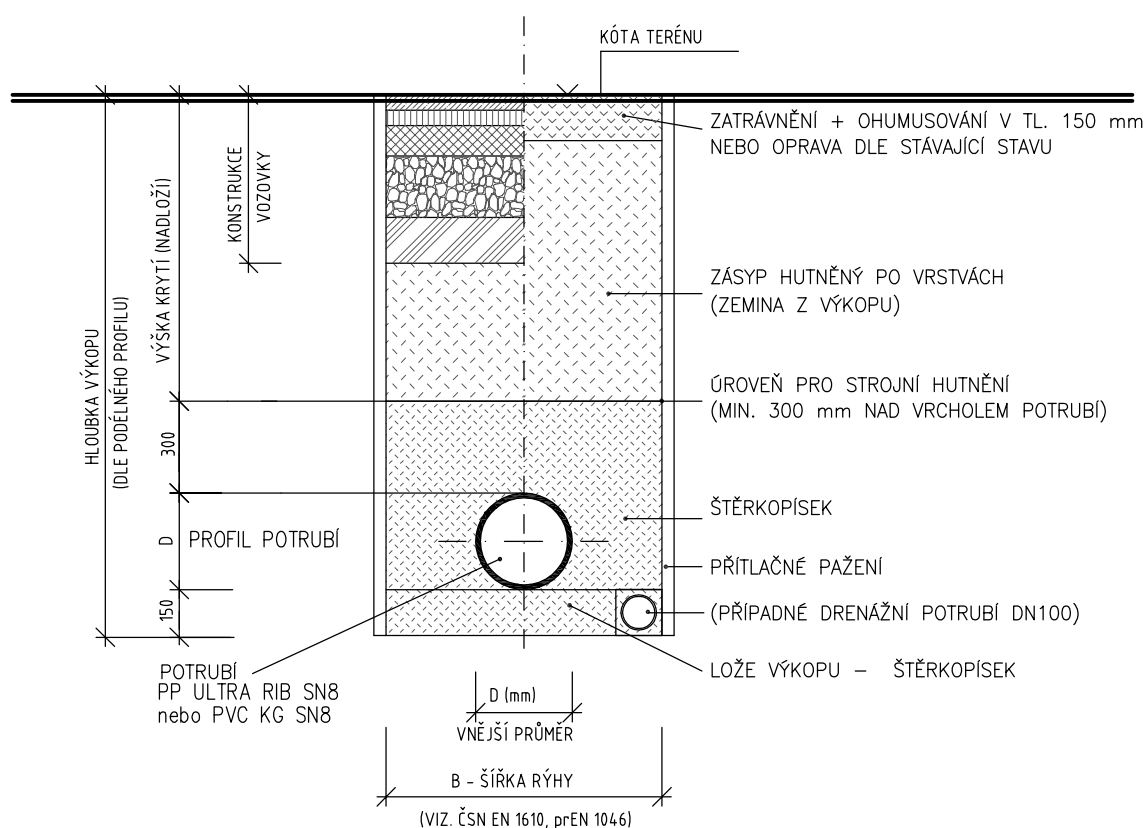 KÓTA TERÉNU
ZATRÁVNĚNÍ + OHUMUSOVÁNÍ V TL. 150 mm
NEBO OPRAVA DLE STÁVAJÍCÍ STAVU
KONSTRUKCE
VOZOVKY
VÝŠKA KRYTÍ (NADLOŽÍ)
HLOUBKA VÝKOPU
(DLE PODÉLNÉHO PROFILU)
ZÁSYP HUTNĚNÝ PO VRSTVÁCH
(ZEMINA Z VÝKOPU)
ÚROVEŇ PRO STROJNÍ HUTNĚNÍ
(MIN. 300 mm NAD VRCHOLEM POTRUBÍ)
300
ŠTĚRKOPÍSEK
D
PROFIL POTRUBÍ
PŘÍTLAČNÉ PAŽENÍ
150
(PŘÍPADNÉ DRENÁŽNÍ POTRUBÍ DN100)
LOŽE VÝKOPU – ŠTĚRKOPÍSEK
POTRUBÍ
PP ULTRA RIB SN8
nebo PVC KG SN8
D (mm)
VNĚJŠÍ PRŮMĚR
B - ŠÍŘKA RÝHY
(VIZ. ČSN EN 1610, prEN 1046)